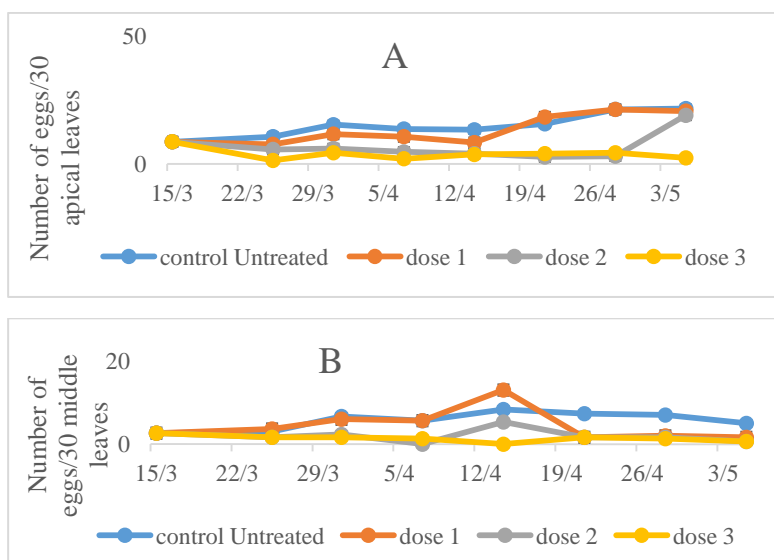 50
A
0
Number of eggs/30
apical leaves
15/3 22/3 29/3 5/4 12/4 19/4 26/4 3/5
control Untreated dose 1 dose 2 dose 3
20
B
0
Number of
eggs/30 middle
leaves
15/3 22/3 29/3 5/4 12/4 19/4 26/4 3/5
control Untreated dose 1 dose 2 dose 3